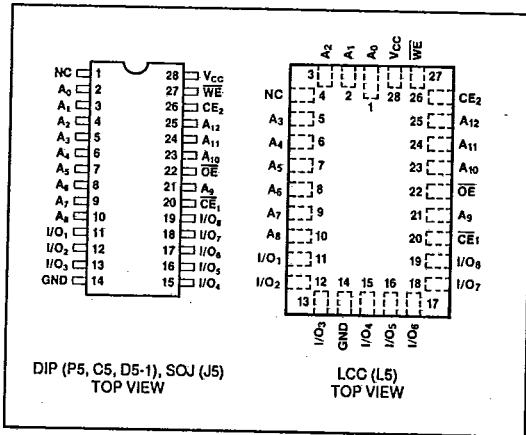 NC 1 28 VCC
A0 2 27 W̅E̅
A1 3 26 CE2
A2 4 25 A12
A3 5 24 A11
A4 6 23 A10
A5 7 22 O̅E̅
A6 8 21 A9
A7 9 20 C̅E̅1
A8 10 19 I/O8
I/O1 11 18 I/O7
I/O2 12 17 I/O6
I/O3 13 16 I/O5
GND 14 15 I/O4
DIP (P5, C5, D5-1), SOJ (J5)
TOP VIEW
A2 A1 A0 VCC W̅E̅
3 27
NC 4 2 1 28 26 CE2
A3 5 25 A12
A4 6 24 A11
A5 7 23 A10
A6 8 22 O̅E̅
A7 9 21 A9
A8 10 20 C̅E̅1
I/O1 11 19 I/O8
I/O2 12 14 15 16 18 I/O7
13 17
I/O3 GND I/O4 I/O5 I/O6
LCC (L5)
TOP VIEW